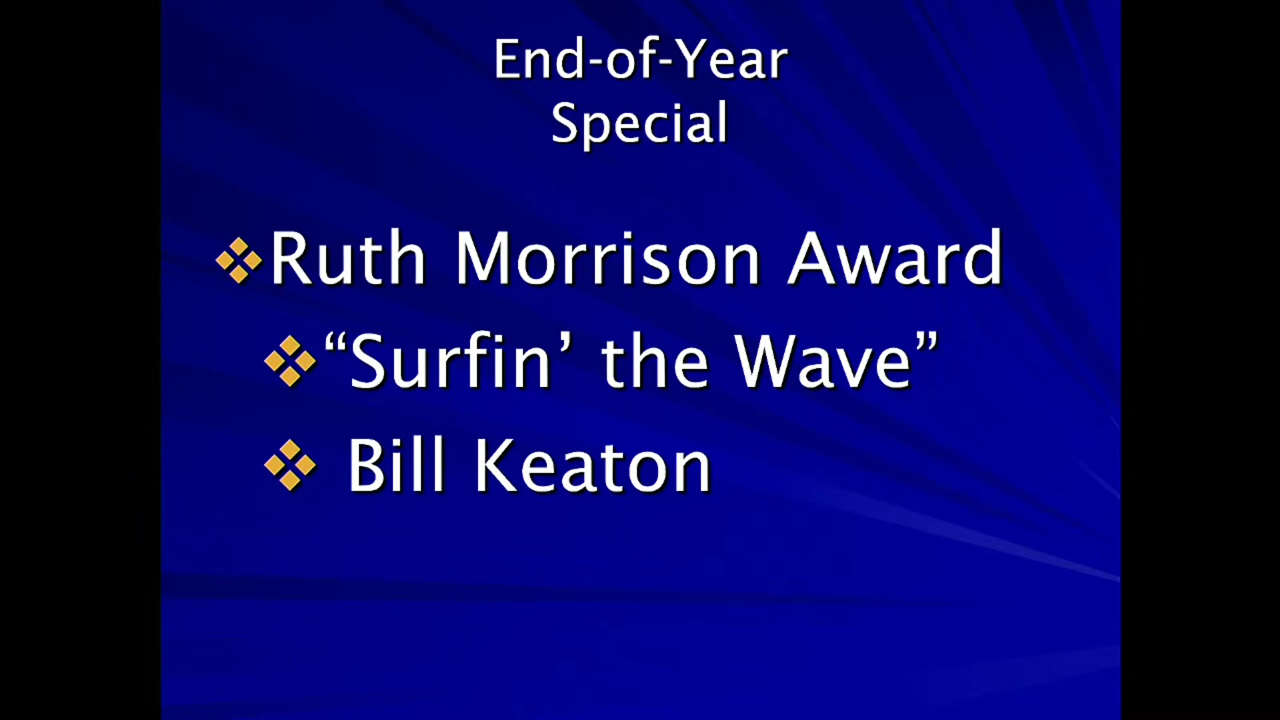 End-of-Year
Special
Ruth Morrison Award
“Surfin’ the Wave”
Bill Keaton